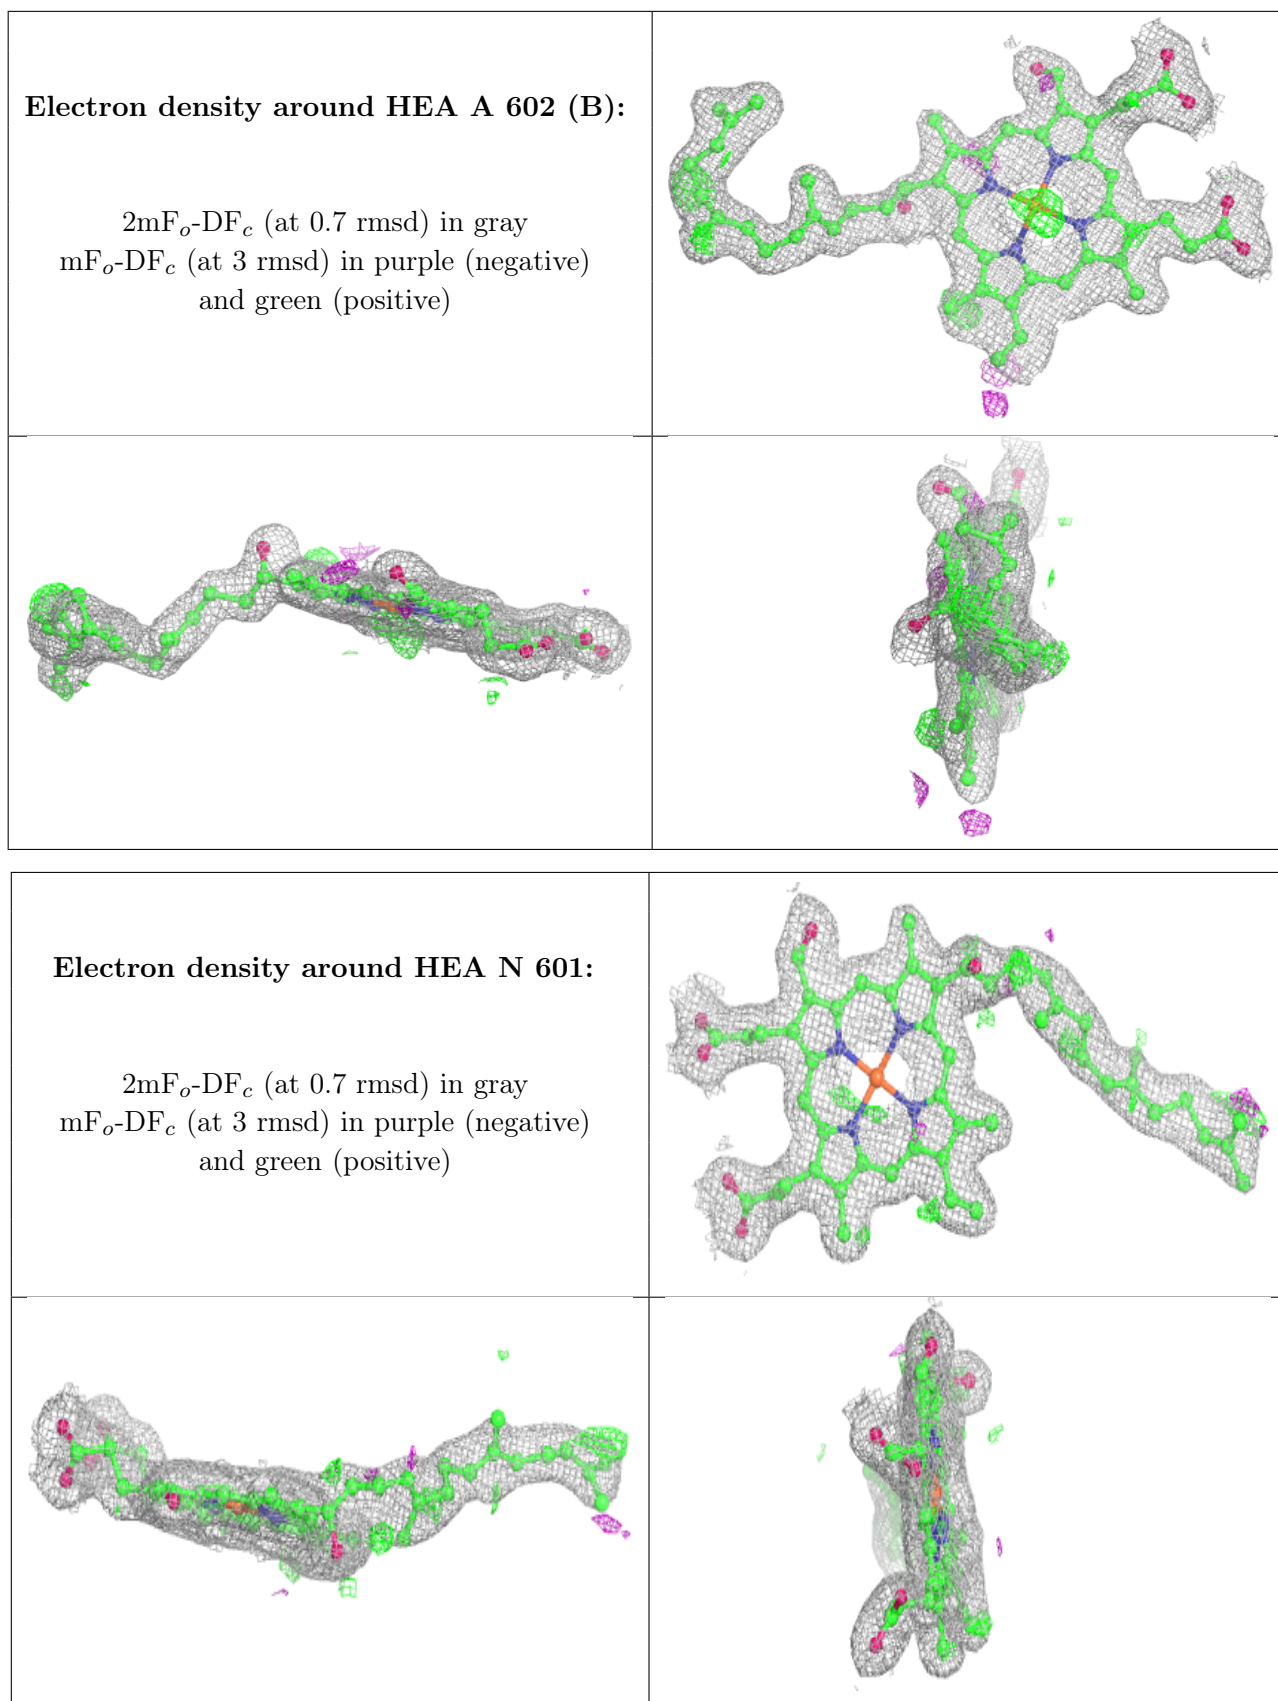 Electron density around HEA A 602 (B):
2mFₒ-DF𝒸 (at 0.7 rmsd) in gray
mFₒ-DF𝒸 (at 3 rmsd) in purple (negative)
and green (positive)
Electron density around HEA N 601:
2mFₒ-DF𝒸 (at 0.7 rmsd) in gray
mFₒ-DF𝒸 (at 3 rmsd) in purple (negative)
and green (positive)